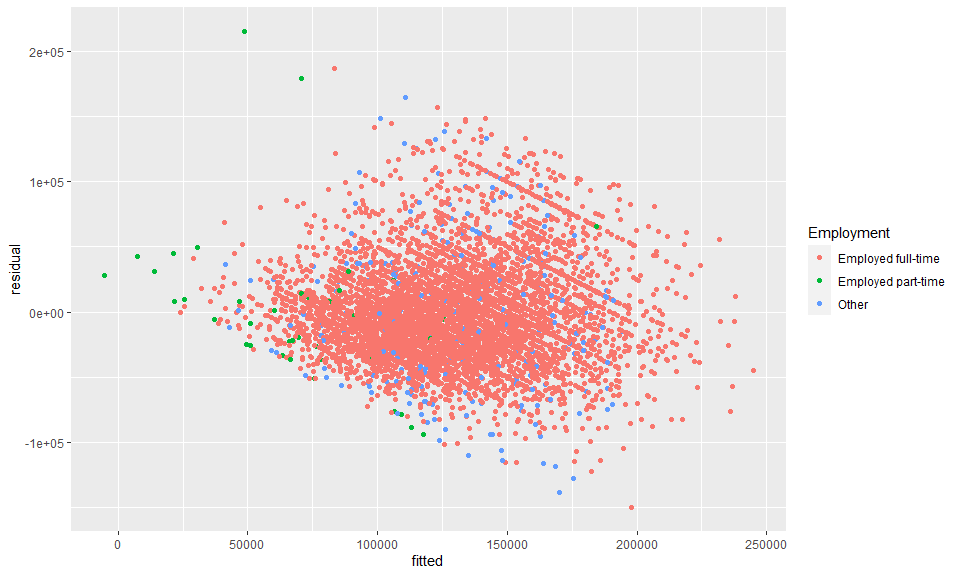 2e+05
1e+05
0e+00
-1e+05
residual
0
50000
100000
150000
200000
250000
fitted
Employment
Employed full-time
Employed part-time
Other